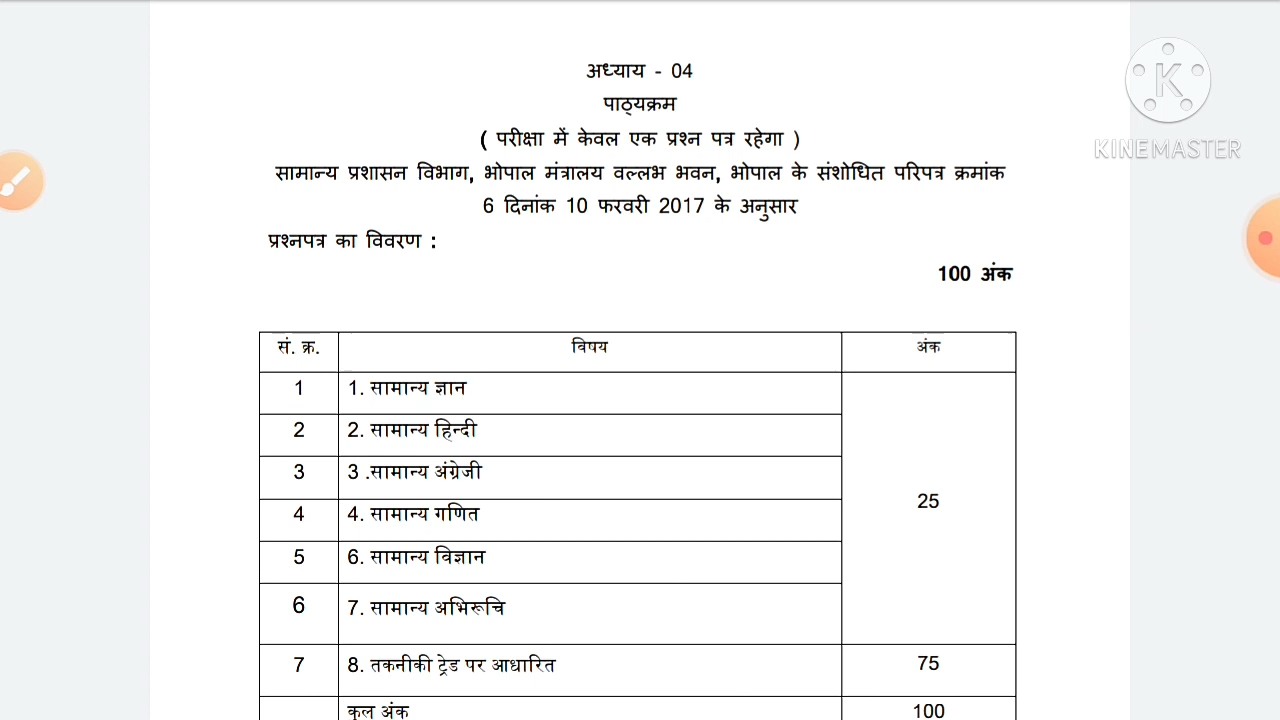 अध्याय - 04
पाठ्यक्रम
( परीक्षा में केवल एक प्रश्न पत्र रहेगा )
सामान्य प्रशासन विभाग, भोपाल मंत्रालय वल्लभ भवन, भोपाल के संशोधित परिपत्र क्रमांक
6 दिनांक 10 फरवरी 2017 के अनुसार
प्रश्नपत्र का विवरण :
100 अंक
सं. क्र. विषय अंक
1 1. सामान्य ज्ञान
2 2. सामान्य हिन्दी
3 3 .सामान्य अंग्रेजी
4 4. सामान्य गणित
25
5 6. सामान्य विज्ञान
6 7. सामान्य अभिरूचि
7 8. तकनीकी ट्रेड पर आधारित 75
कुल अंक 100
K
KINEMASTER